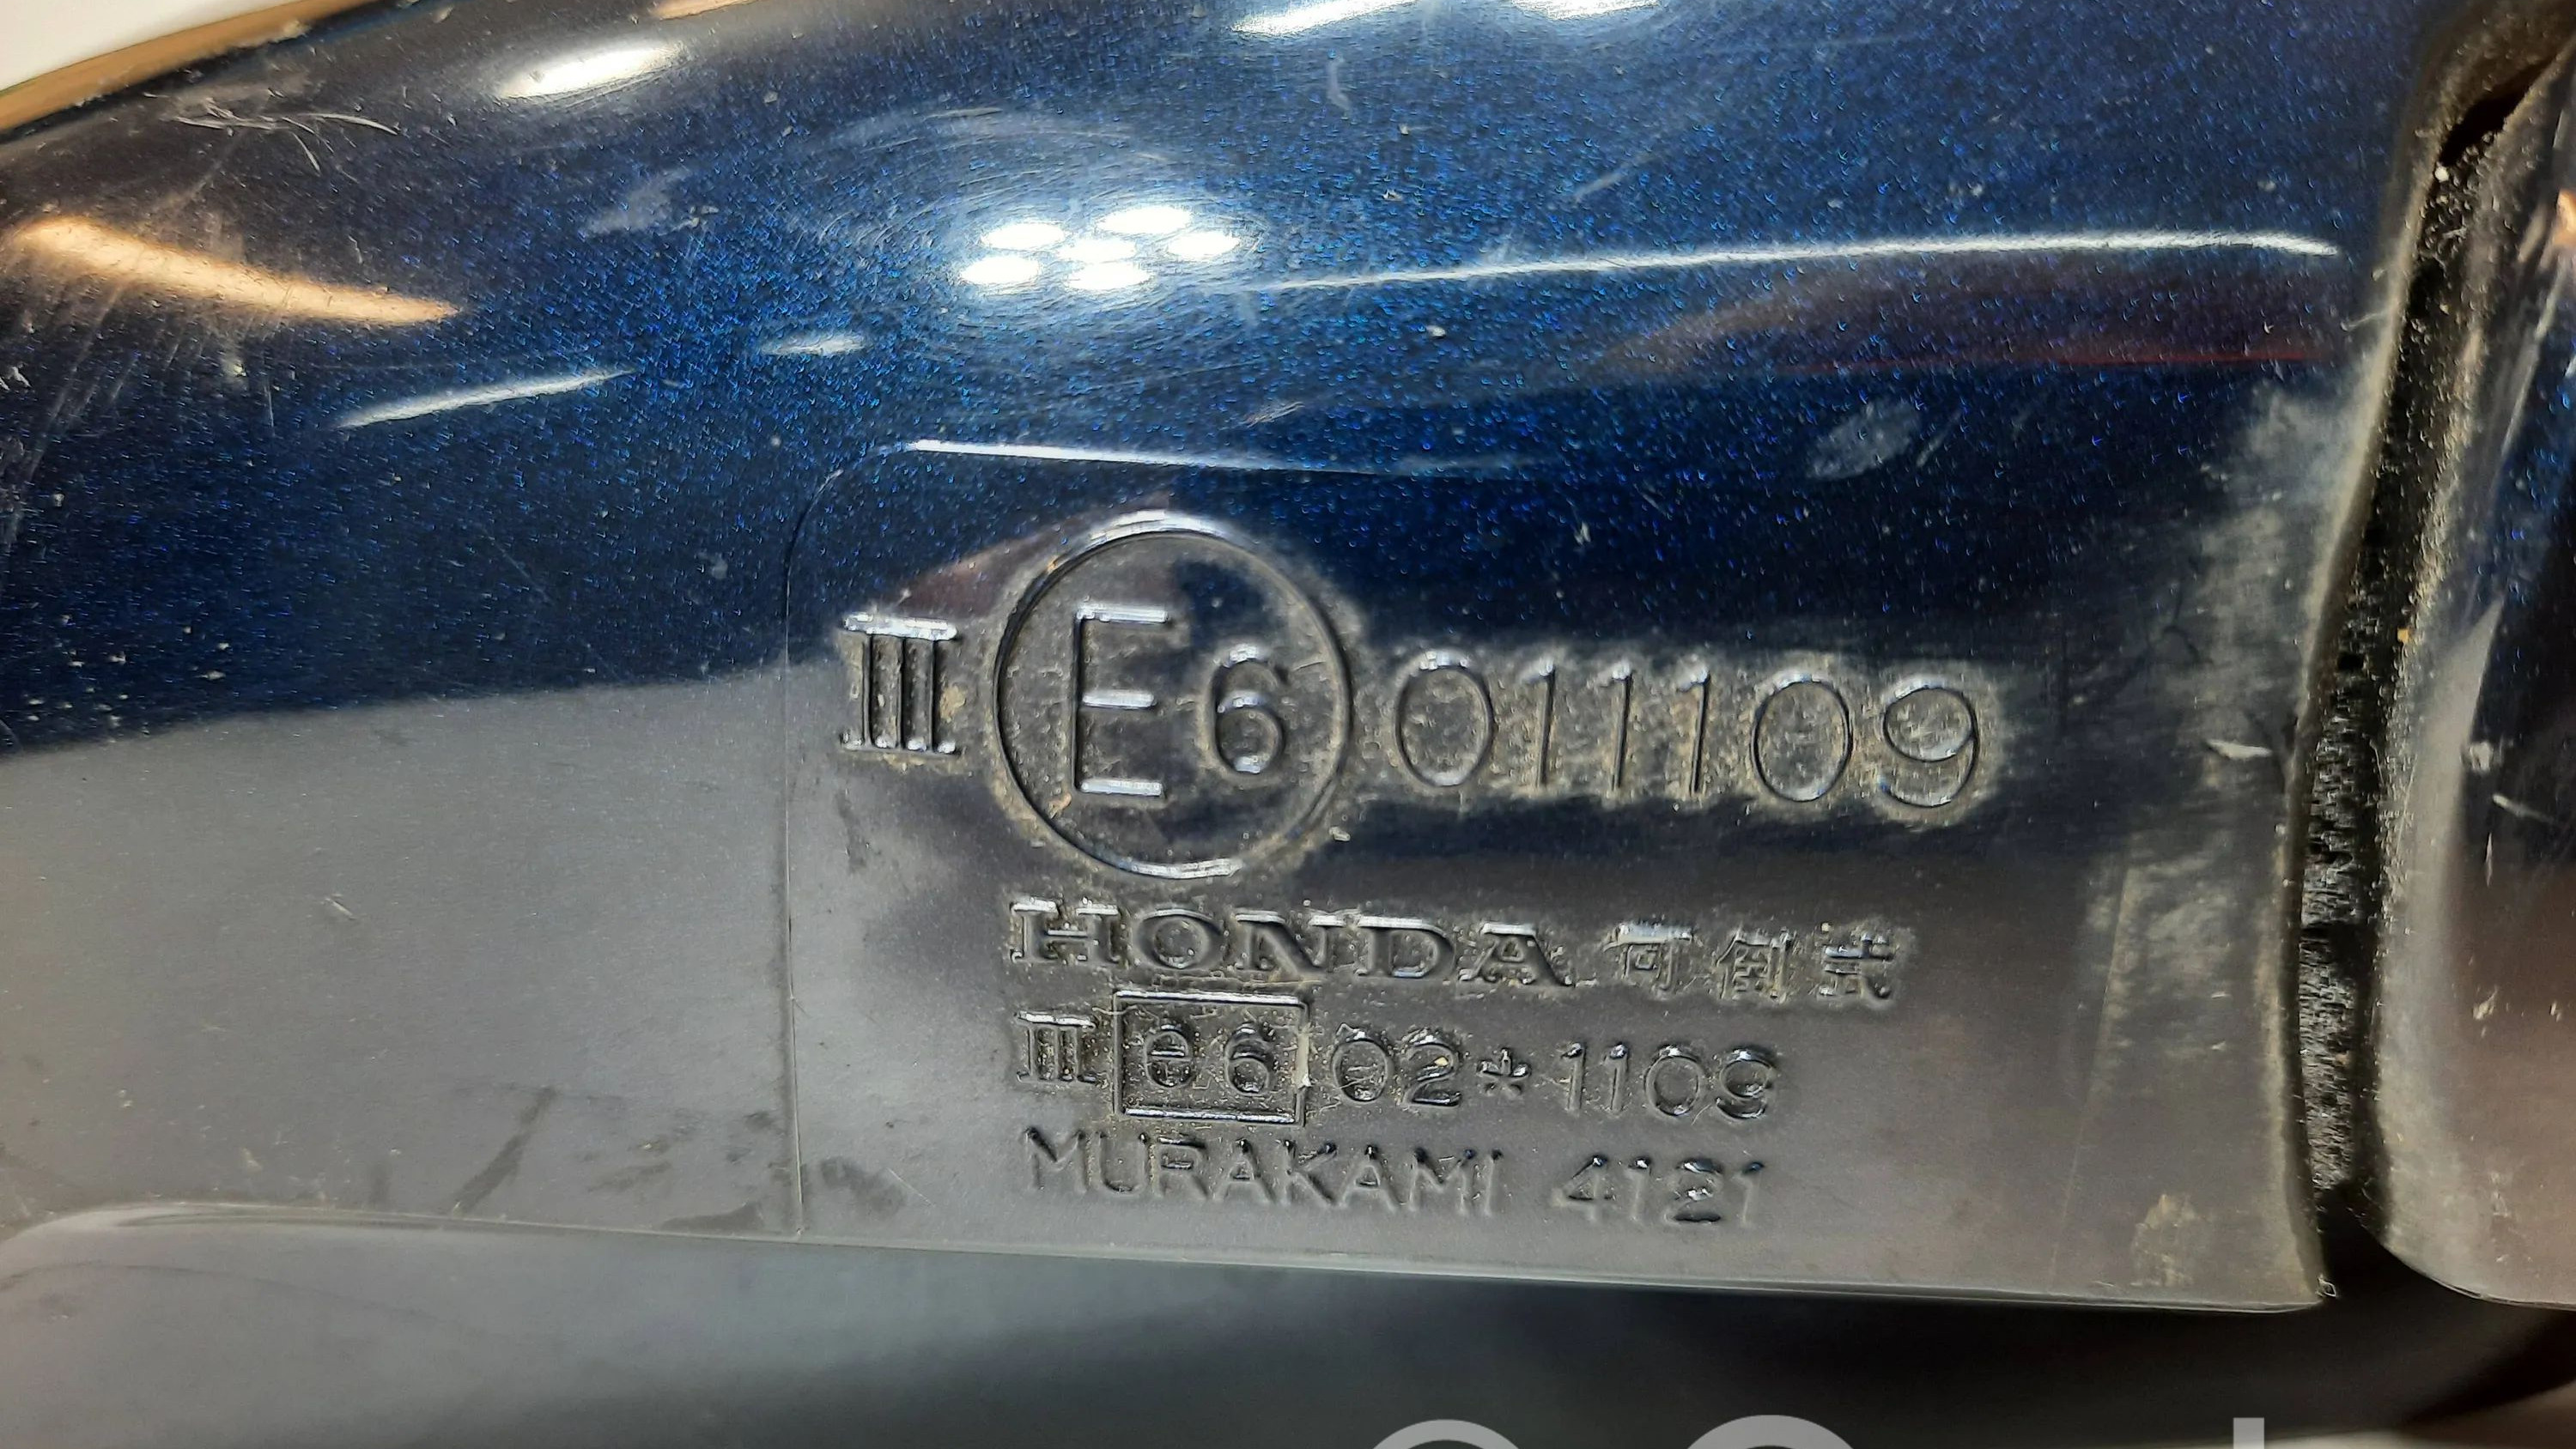 III E6 011109
HONDA 可倒式
III e6 02*1109
MURAKAMI 4121